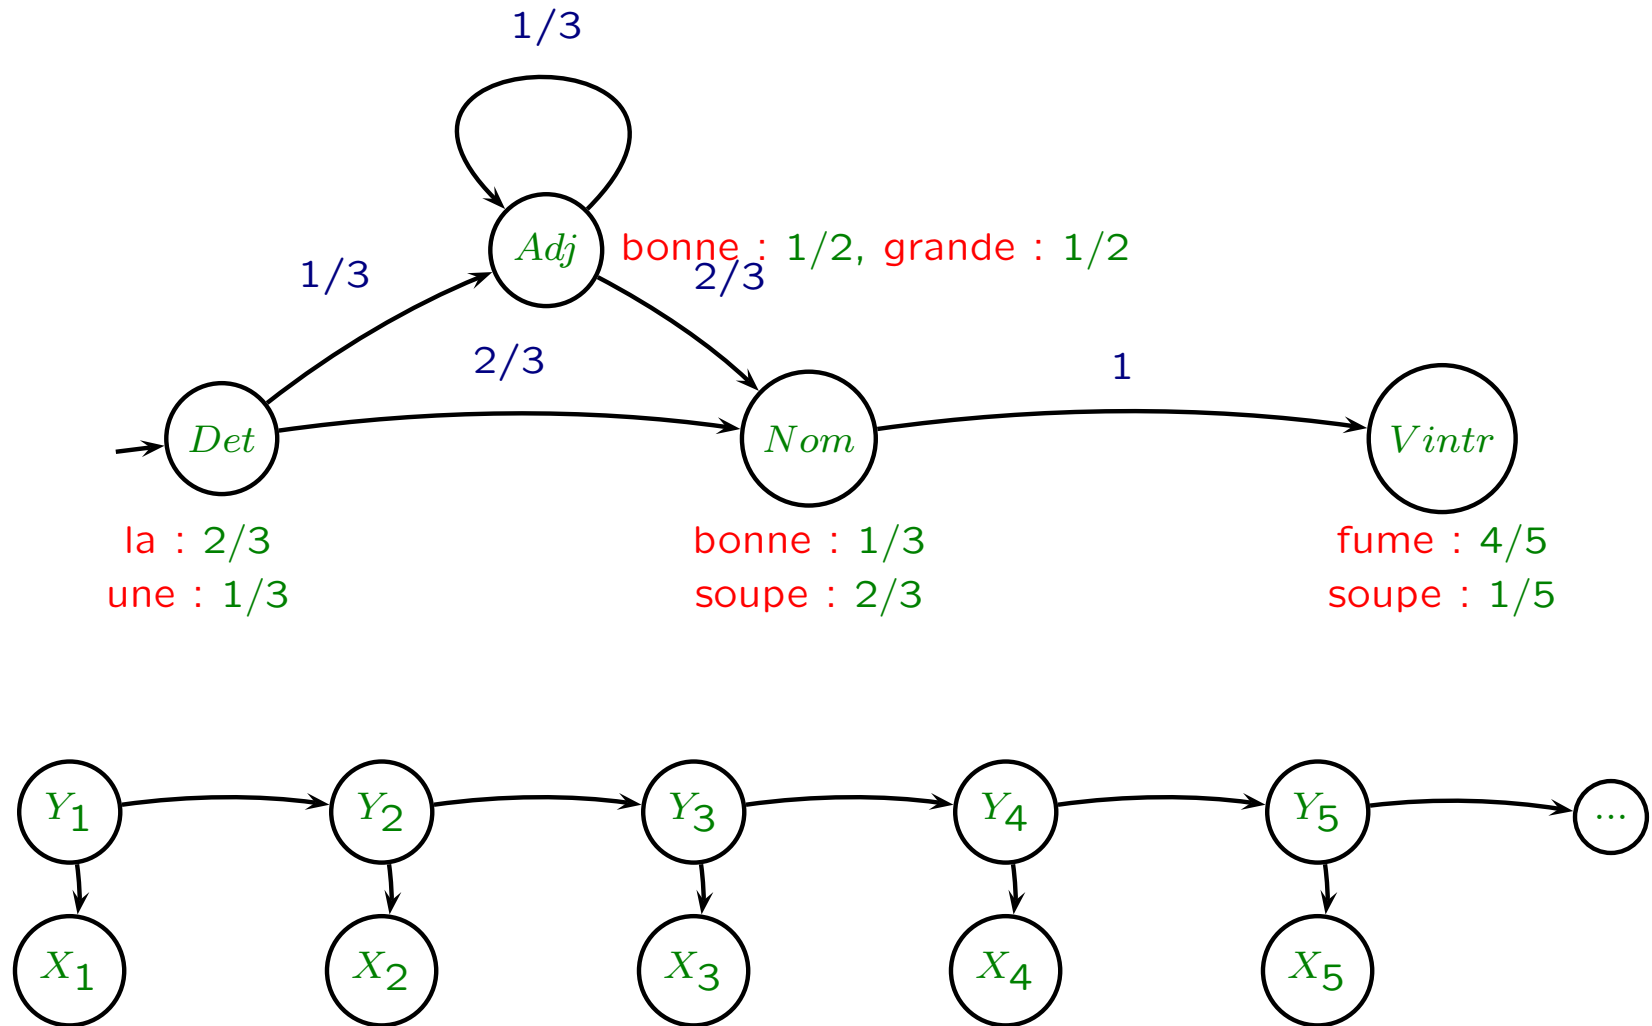 1/3
Adj bonne : 1/2, grande : 1/2
1/3 2/3
2/3 1
Det Nom Vintr
la : 2/3 bonne : 1/3 fume : 4/5
une : 1/3 soupe : 2/3 soupe : 1/5
Y1 Y2 Y3 Y4 Y5 ...
X1 X2 X3 X4 X5